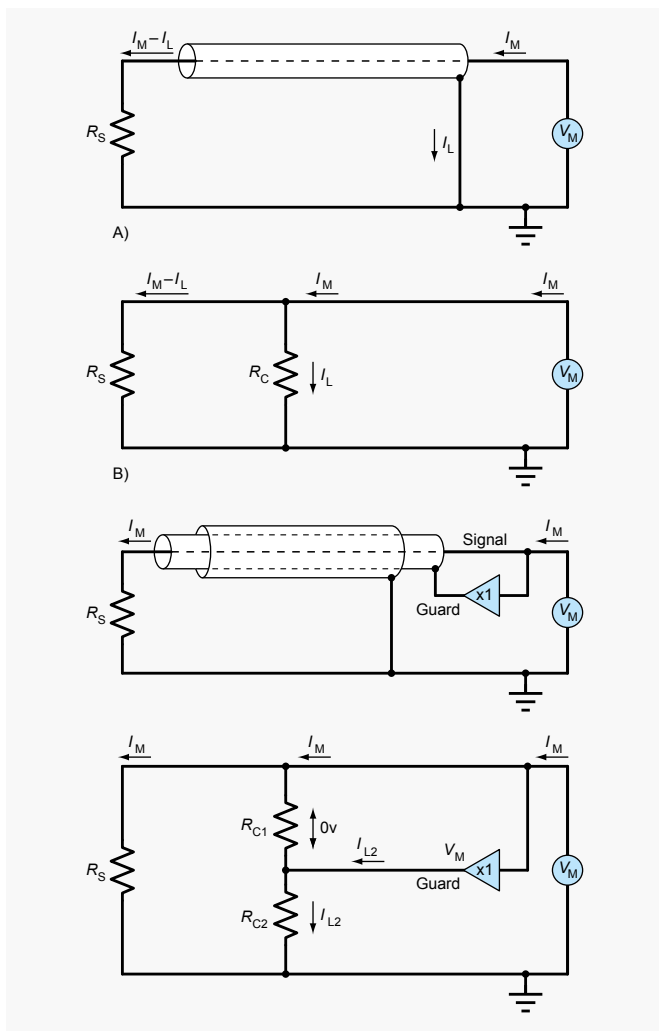 I_M – I_L
I_M
R_S
I_L
V_M
A)
I_M – I_L
I_M
I_M
R_S
R_C
I_L
V_M
B)
I_M
Signal
I_M
R_S
Guard
x1
V_M
I_M
I_M
I_M
R_C1
0v
I_L2
V_M
R_S
Guard
x1
V_M
R_C2
I_L2